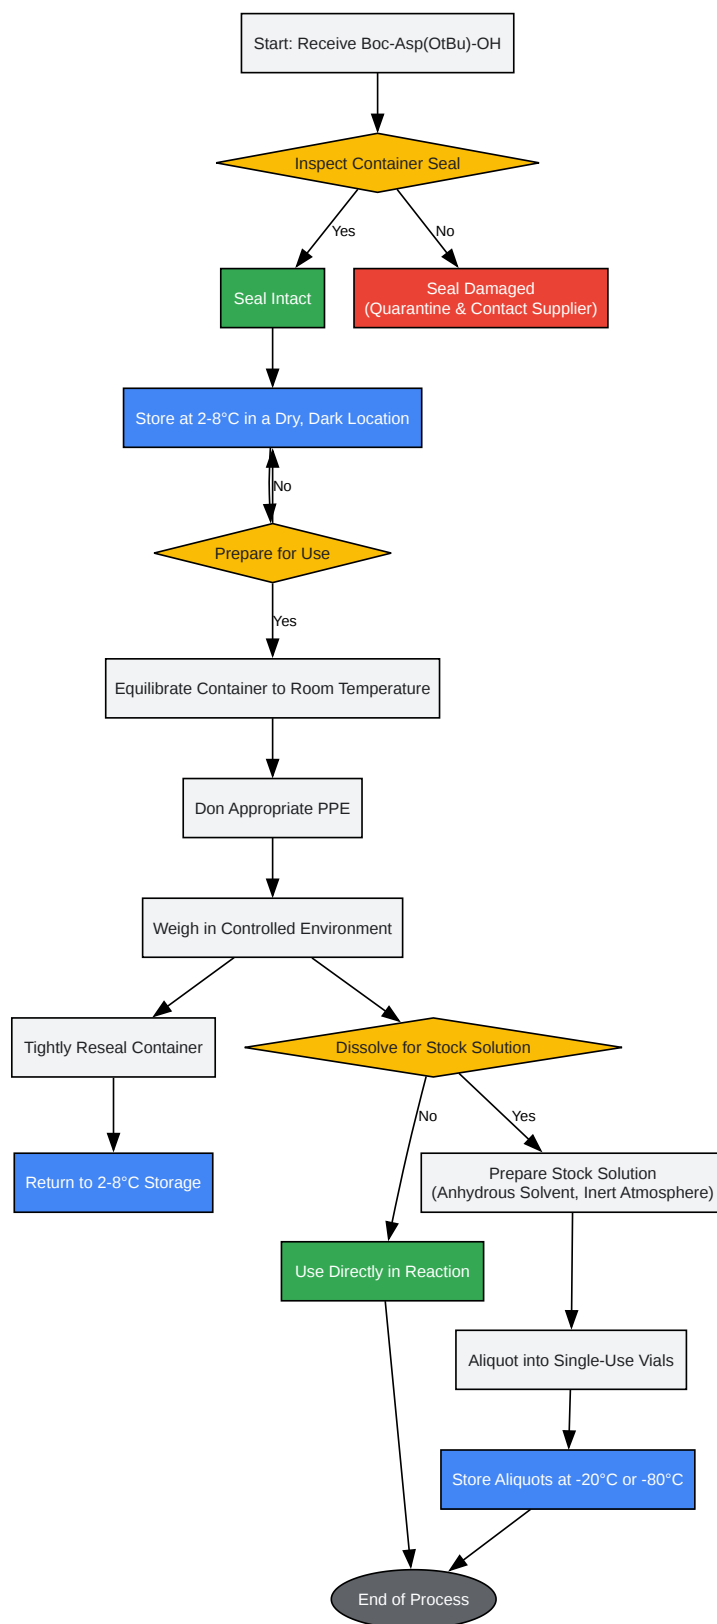 Start: Receive Boc-Asp(OtBu)-OH
Inspect Container Seal
Yes
No
Seal Intact
Seal Damaged
(Quarantine & Contact Supplier)
Store at 2-8°C in a Dry, Dark Location
No
Prepare for Use
Yes
Equilibrate Container to Room Temperature
Don Appropriate PPE
Weigh in Controlled Environment
Tightly Reseal Container
Dissolve for Stock Solution
No
Yes
Return to 2-8°C Storage
Prepare Stock Solution
(Anhydrous Solvent, Inert Atmosphere)
Use Directly in Reaction
Aliquot into Single-Use Vials
Store Aliquots at -20°C or -80°C
End of Process